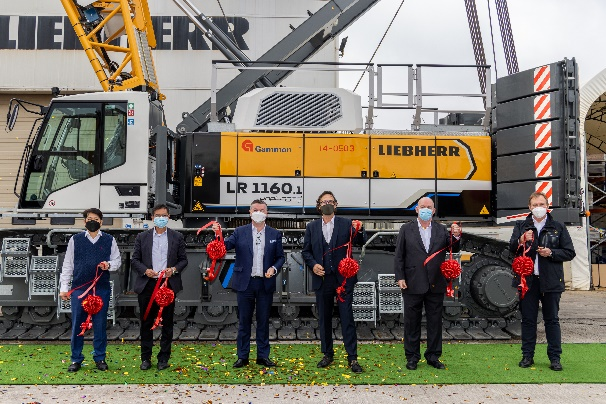 LIEBHERR
Gammon
14-0503
LIEBHERR
LR 1160.1